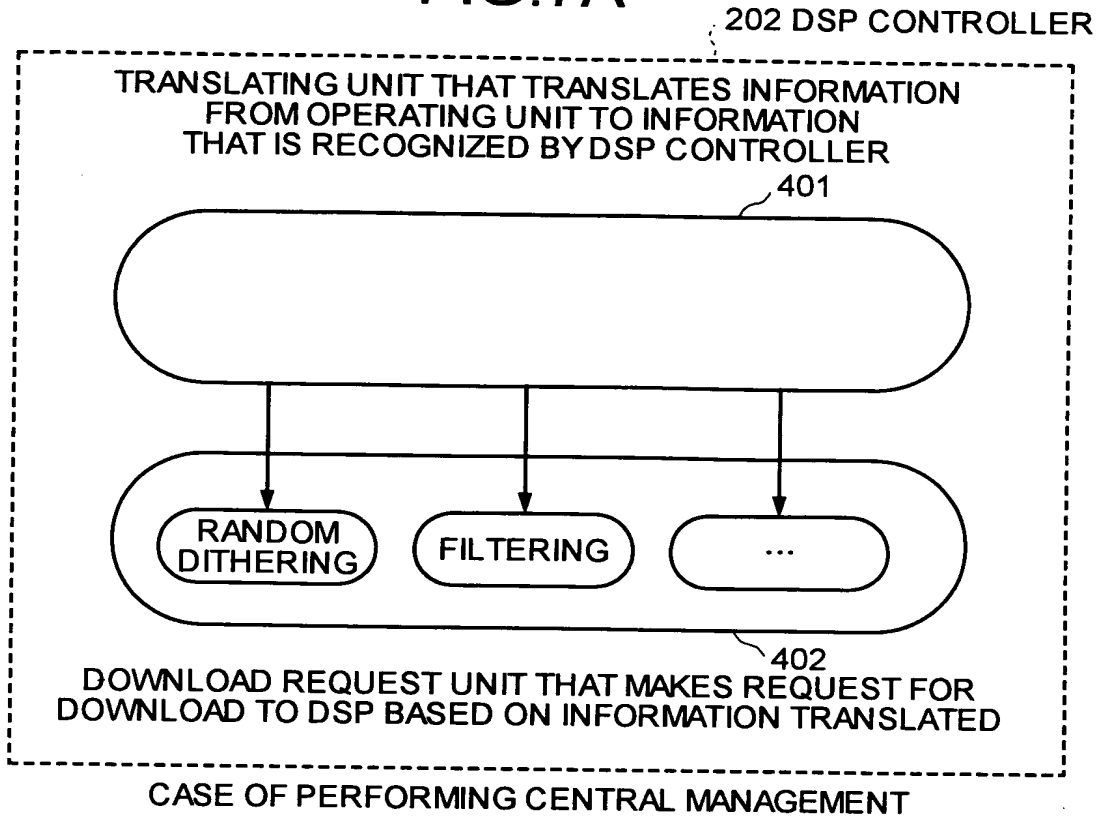 202 DSP CONTROLLER
TRANSLATING UNIT THAT TRANSLATES INFORMATION
FROM OPERATING UNIT TO INFORMATION
THAT IS RECOGNIZED BY DSP CONTROLLER
401
RANDOM
DITHERING
FILTERING
...
402
DOWNLOAD REQUEST UNIT THAT MAKES REQUEST FOR
DOWNLOAD TO DSP BASED ON INFORMATION TRANSLATED
CASE OF PERFORMING CENTRAL MANAGEMENT